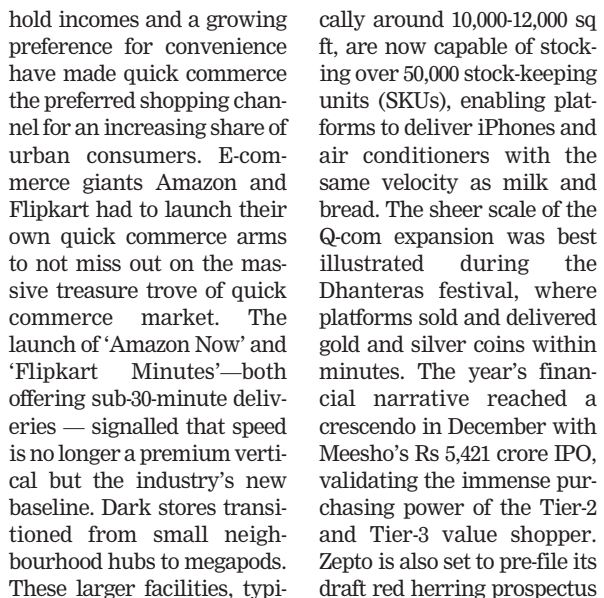 hold incomes and a growing
preference for convenience
have made quick commerce
the preferred shopping chan-
nel for an increasing share of
urban consumers. E-com-
merce giants Amazon and
Flipkart had to launch their
own quick commerce arms
to not miss out on the mas-
sive treasure trove of quick
commerce market. The
launch of ‘Amazon Now’ and
‘Flipkart Minutes’—both
offering sub-30-minute deliv-
eries — signalled that speed
is no longer a premium verti-
cal but the industry’s new
baseline. Dark stores transi-
tioned from small neigh-
bourhood hubs to megapods.
These larger facilities, typi-
cally around 10,000-12,000 sq
ft, are now capable of stock-
ing over 50,000 stock-keeping
units (SKUs), enabling plat-
forms to deliver iPhones and
air conditioners with the
same velocity as milk and
bread. The sheer scale of the
Q-com expansion was best
illustrated during the
Dhanteras festival, where
platforms sold and delivered
gold and silver coins within
minutes. The year’s finan-
cial narrative reached a
crescendo in December with
Meesho’s Rs 5,421 crore IPO,
validating the immense pur-
chasing power of the Tier-2
and Tier-3 value shopper.
Zepto is also set to pre-file its
draft red herring prospectus